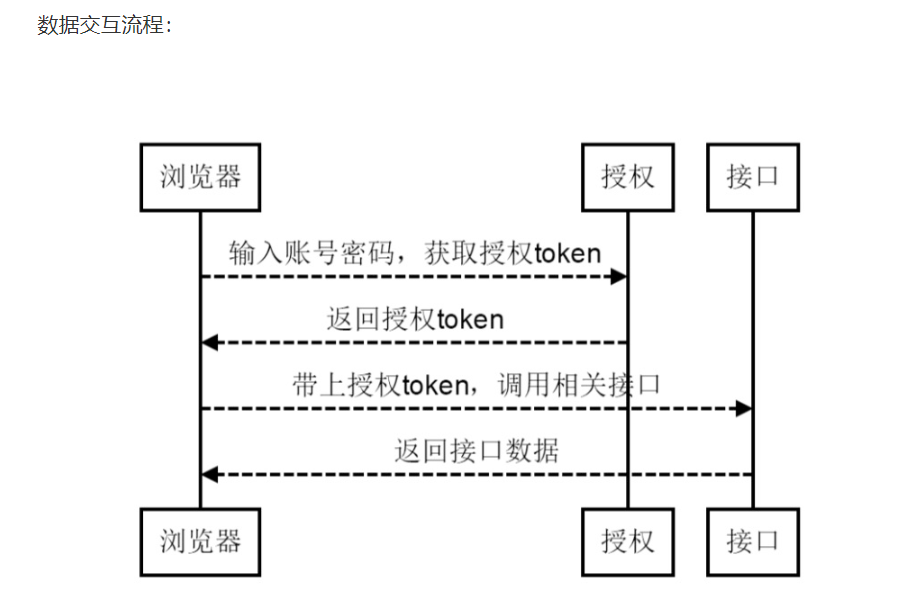 数据交互流程：
浏览器 授权 接口
输入账号密码，获取授权token
返回授权token
带上授权token，调用相关接口
返回接口数据
浏览器 授权 接口